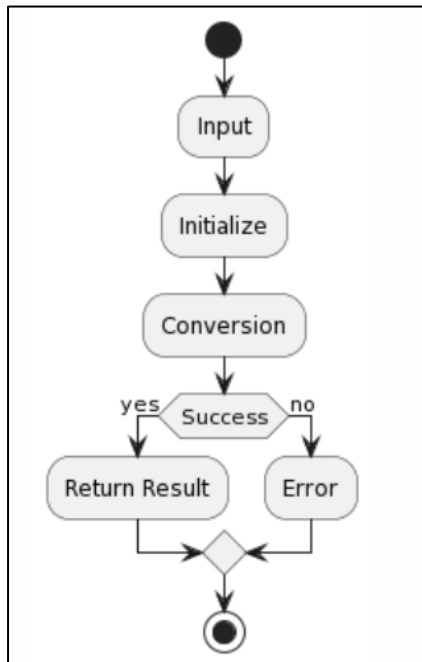 Input
Initialize
Conversion
yes
Success
no
Return Result
Error